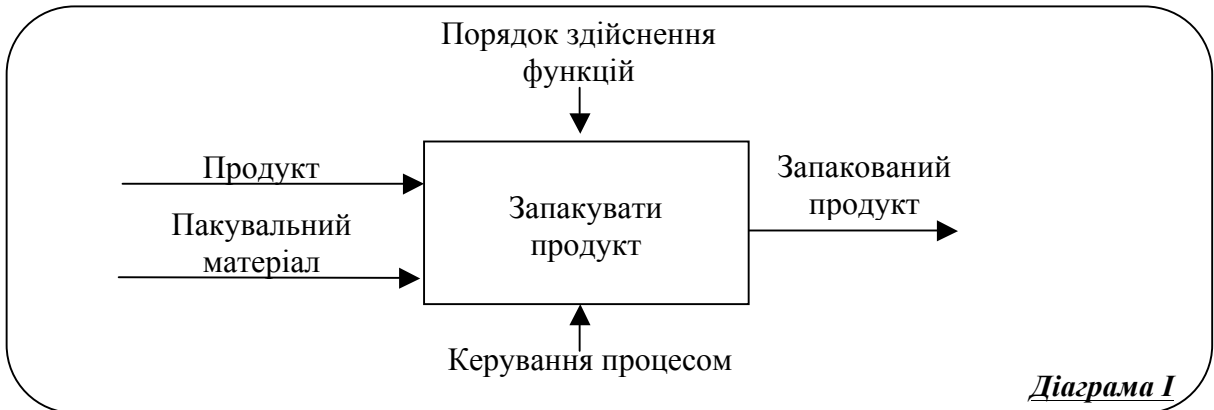 Порядок здійснення
функцій
Продукт
Пакувальний
матеріал
Запакувати
продукт
Запакований
продукт
Керування процесом
Діаграма І